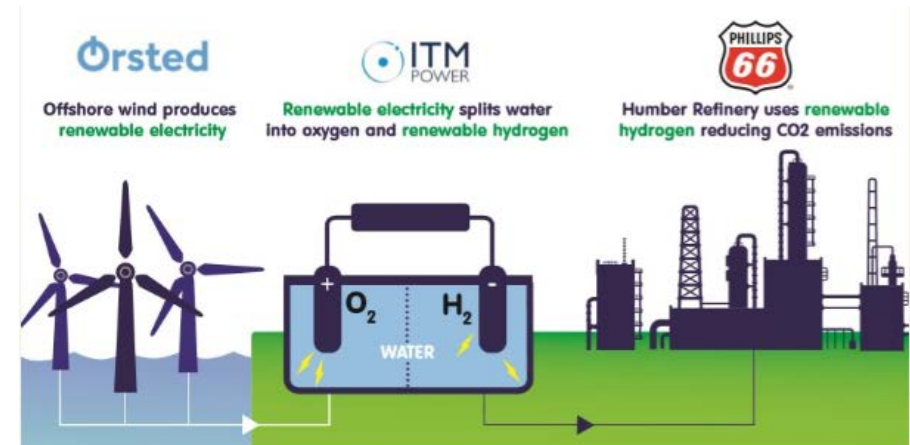 Ørsted
Offshore wind produces
renewable electricity
ITM
POWER
Renewable electricity splits water
into oxygen and renewable hydrogen
PHILLIPS
66
Humber Refinery uses renewable
hydrogen reducing CO2 emissions
+
O₂
H₂
-
WATER